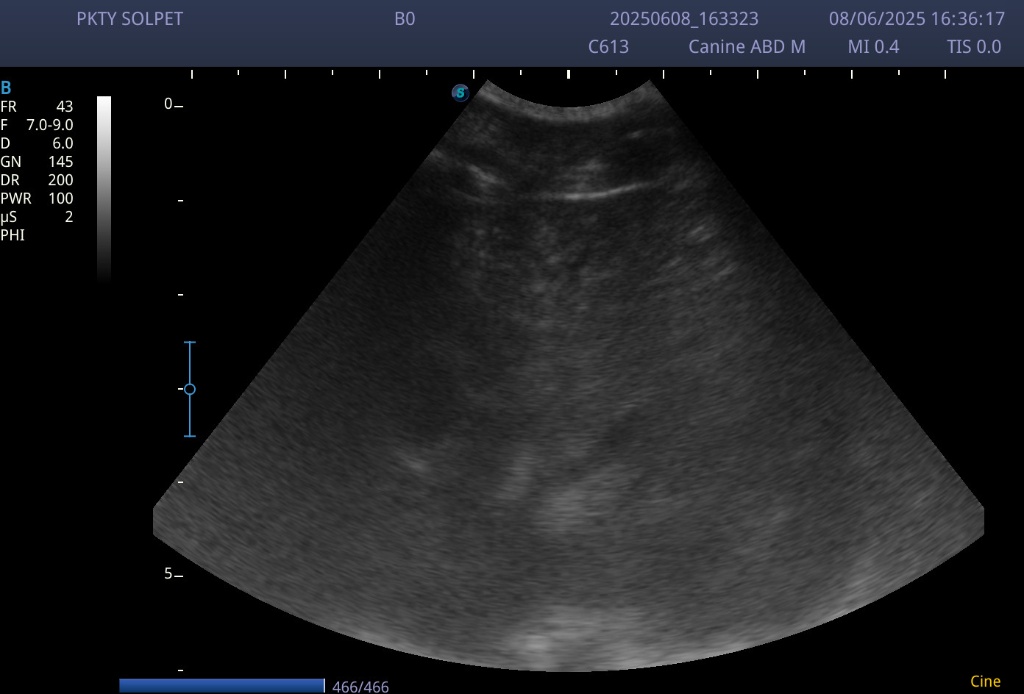 PKTY SOLPET B0 20250608_163323 08/06/2025 16:36:17
C613 Canine ABD M MI 0.4 TIS 0.0
B
FR 43
F 7.0-9.0
D 6.0
GN 145
DR 200
PWR 100
µS 2
PHI
S
0
5
466/466
Cine